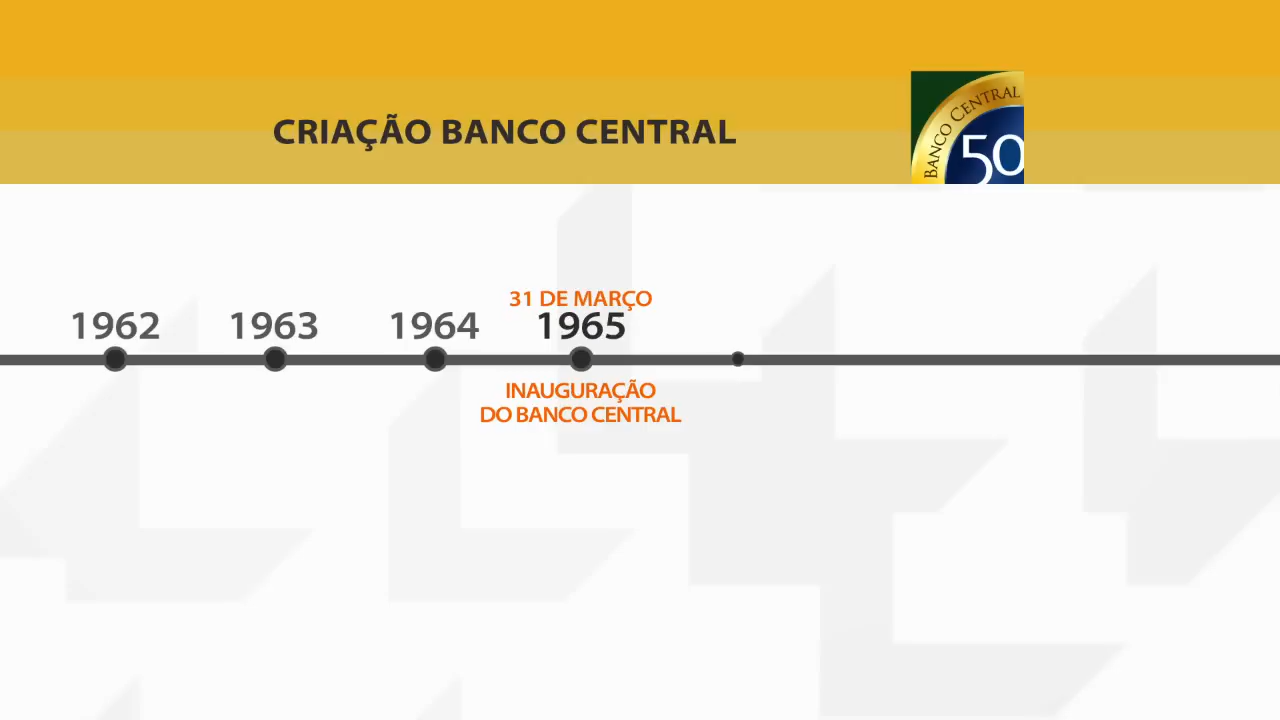 CRIAÇÃO BANCO CENTRAL
BANCO CENTRAL
50
1962
1963
1964
31 DE MARÇO
1965
INAUGURAÇÃO
DO BANCO CENTRAL